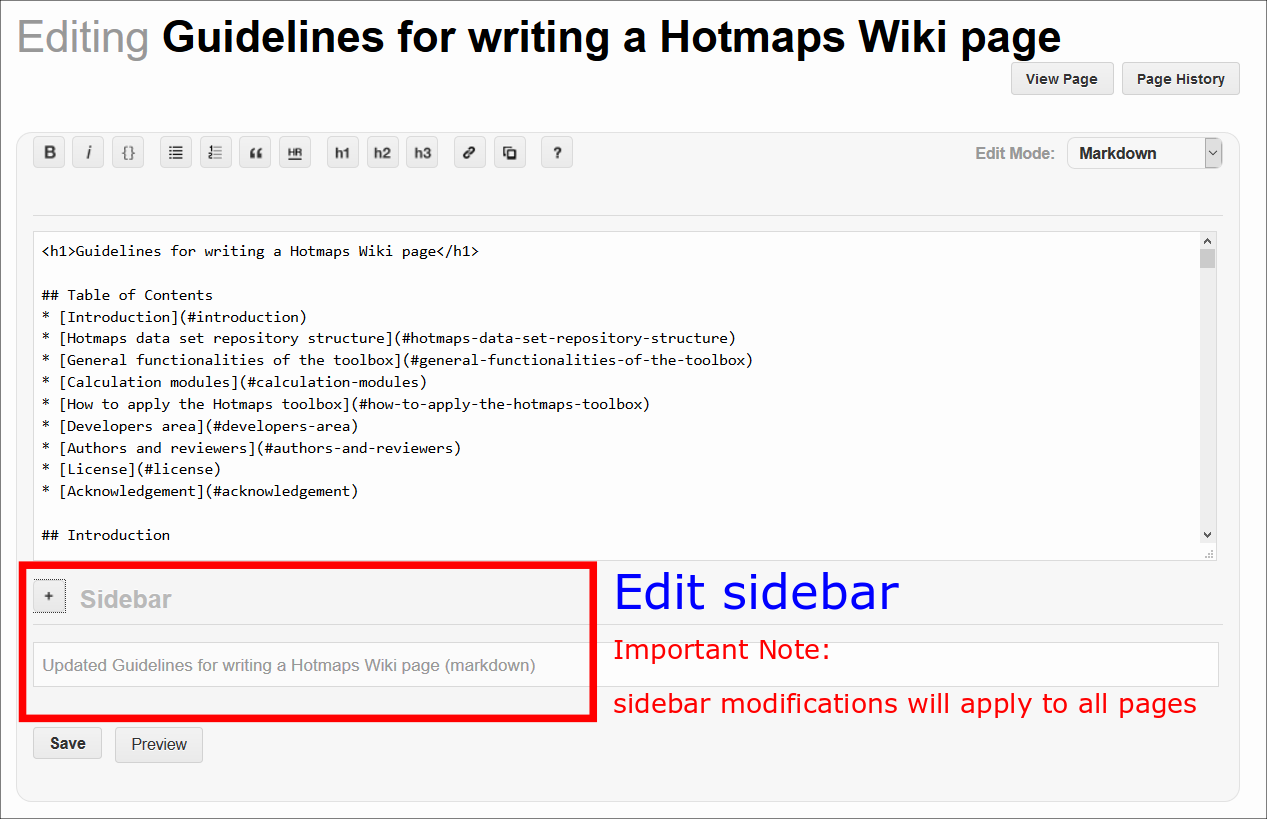 Editing Guidelines for writing a Hotmaps Wiki page
View Page Page History
B i {} “ HR h1 h2 h3 ? Edit Mode: Markdown
<h1>Guidelines for writing a Hotmaps Wiki page</h1>
## Table of Contents
* [Introduction](#introduction)
* [Hotmaps data set repository structure](#hotmaps-data-set-repository-structure)
* [General functionalities of the toolbox](#general-functionalities-of-the-toolbox)
* [Calculation modules](#calculation-modules)
* [How to apply the Hotmaps toolbox](#how-to-apply-the-hotmaps-toolbox)
* [Developers area](#developers-area)
* [Authors and reviewers](#authors-and-reviewers)
* [License](#license)
* [Acknowledgement](#acknowledgement)
## Introduction
+ Sidebar
Edit sidebar
Important Note:
Updated Guidelines for writing a Hotmaps Wiki page (markdown)
sidebar modifications will apply to all pages
Save Preview